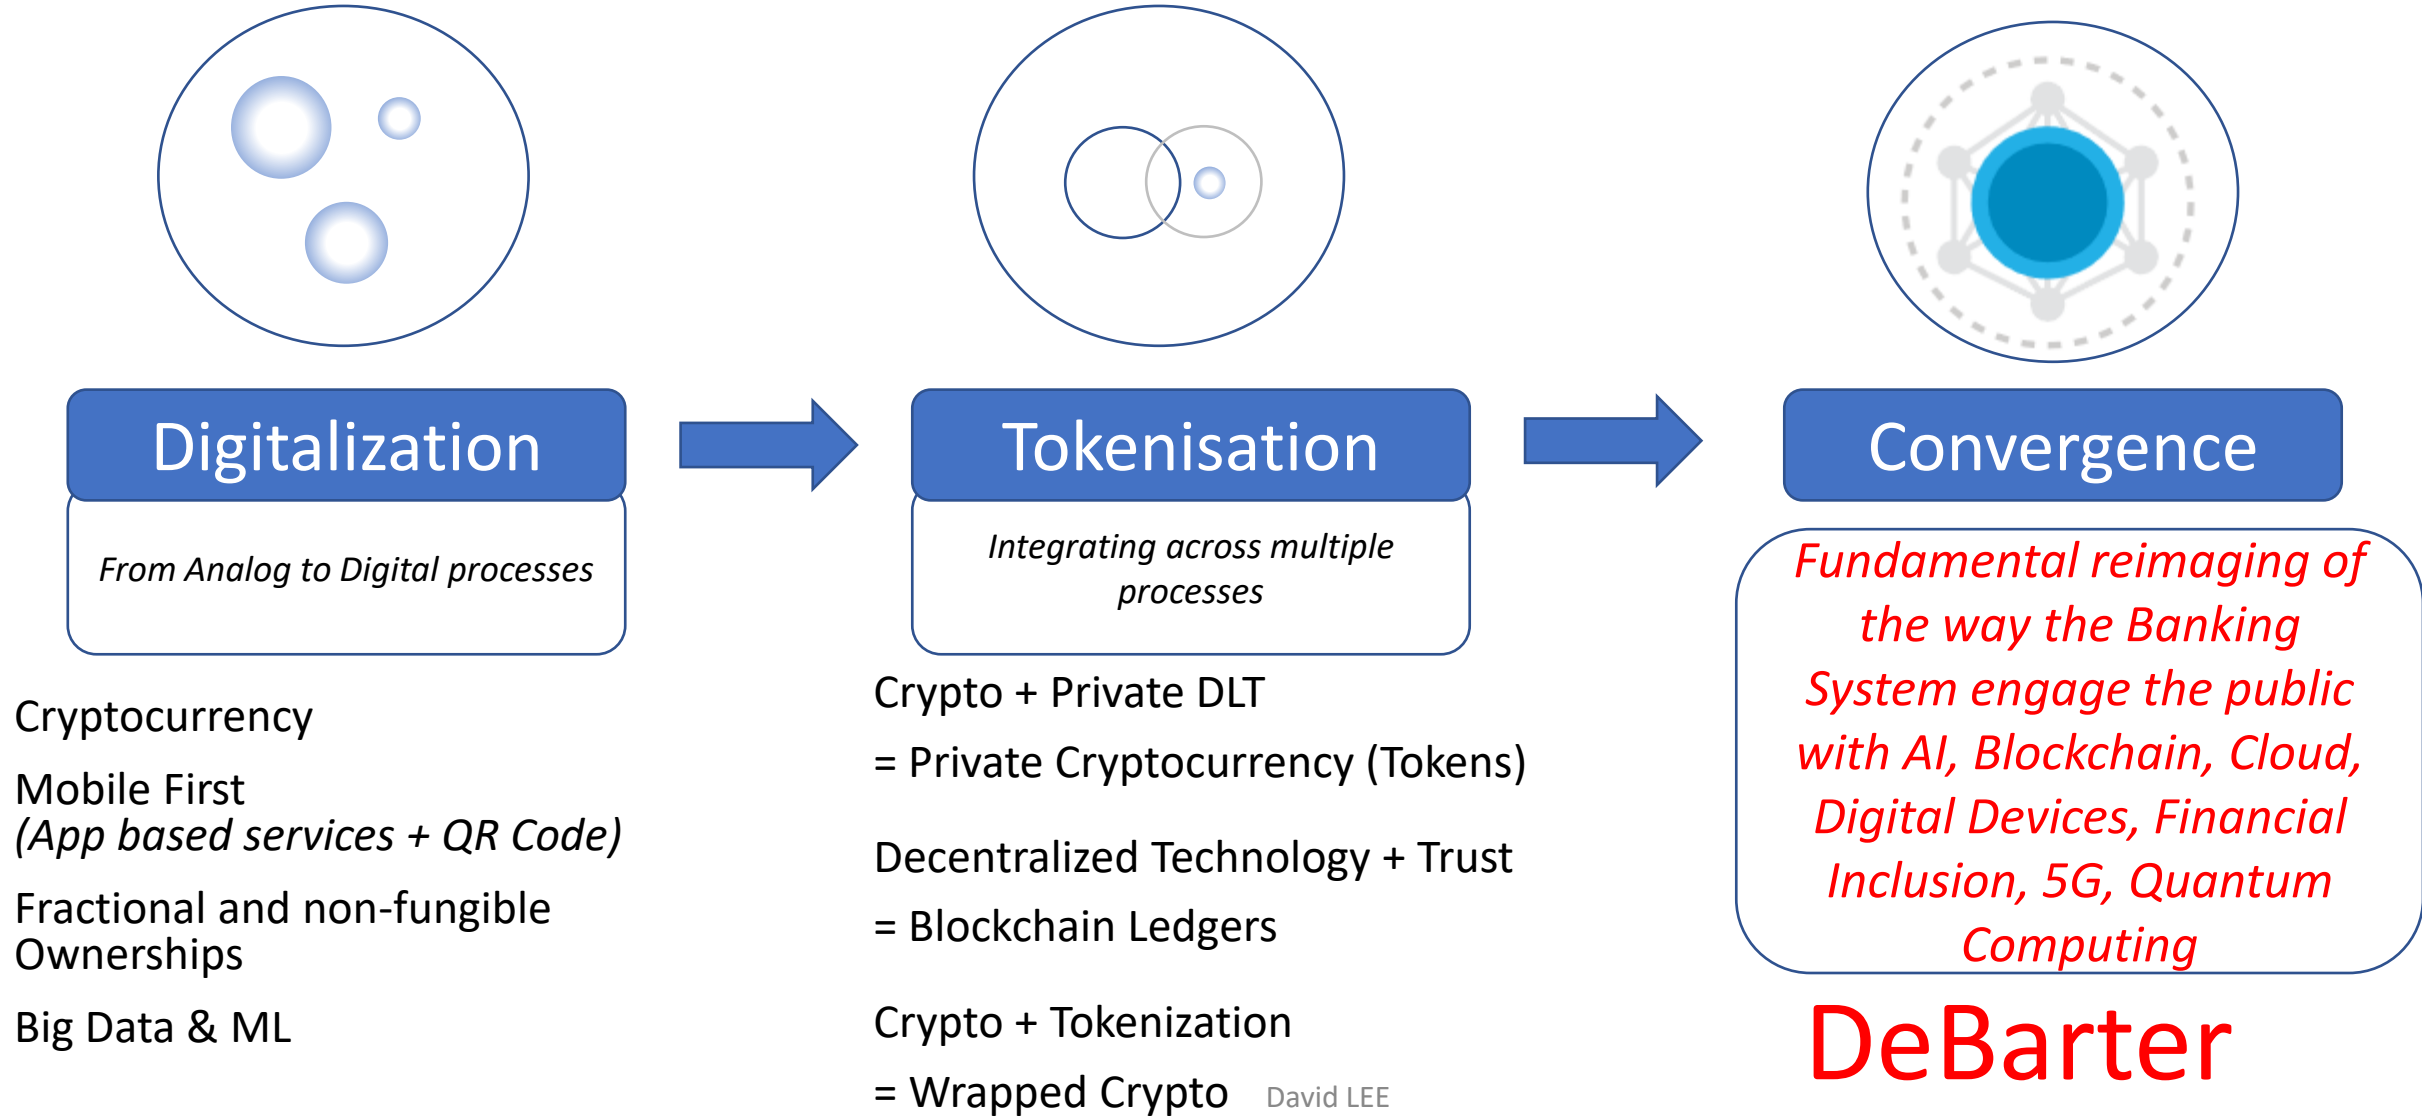 Digitalization
From Analog to Digital processes
Cryptocurrency
Mobile First
(App based services + QR Code)
Fractional and non-fungible
Ownerships
Big Data & ML
Tokenisation
Integrating across multiple
processes
Crypto + Private DLT
= Private Cryptocurrency (Tokens)
Decentralized Technology + Trust
= Blockchain Ledgers
Crypto + Tokenization
= Wrapped Crypto
David LEE
Convergence
Fundamental reimaging of
the way the Banking
System engage the public
with AI, Blockchain, Cloud,
Digital Devices, Financial
Inclusion, 5G, Quantum
Computing
DeBarter